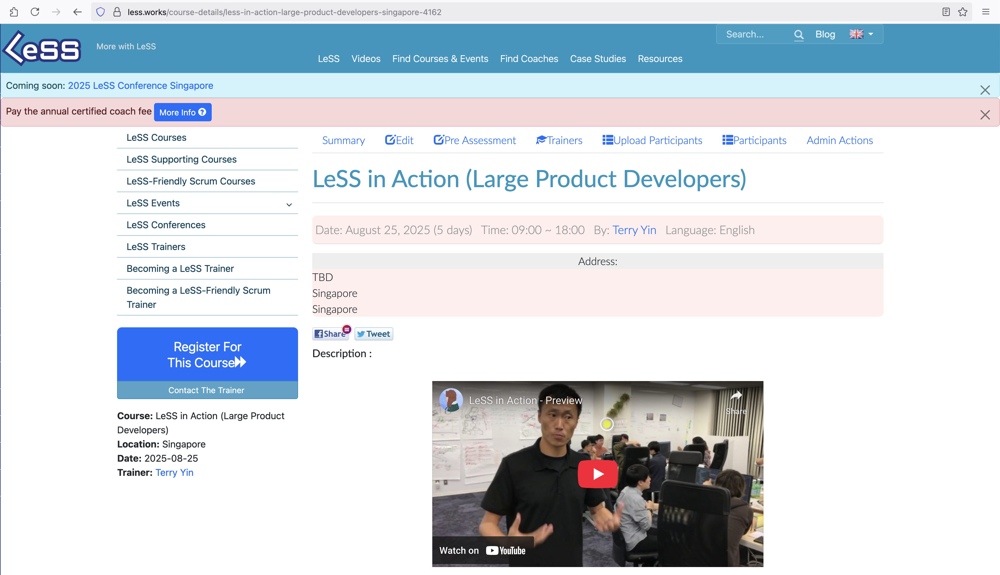 less.works/course-details/less-in-action-large-product-developers-singapore-4162
LeSS
More with LeSS
Search...
Blog
LeSS Videos Find Courses & Events Find Coaches Case Studies Resources
Coming soon: 2025 LeSS Conference Singapore
Pay the annual certified coach fee More Info
LeSS Courses
LeSS Supporting Courses
LeSS-Friendly Scrum Courses
LeSS Events
LeSS Conferences
LeSS Trainers
Becoming a LeSS Trainer
Becoming a LeSS-Friendly Scrum
Trainer
Register For
This Course
Contact The Trainer
Course: LeSS in Action (Large Product
Developers)
Location: Singapore
Date: 2025-08-25
Trainer: Terry Yin
Summary Edit Pre Assessment Trainers Upload Participants Participants Admin Actions
LeSS in Action (Large Product Developers)
Date: August 25, 2025 (5 days) Time: 09:00 ~ 18:00 By: Terry Yin Language: English
Address:
TBD
Singapore
Singapore
Share Tweet
Description :
LeSS in Action - Preview
Share
Watch on YouTube